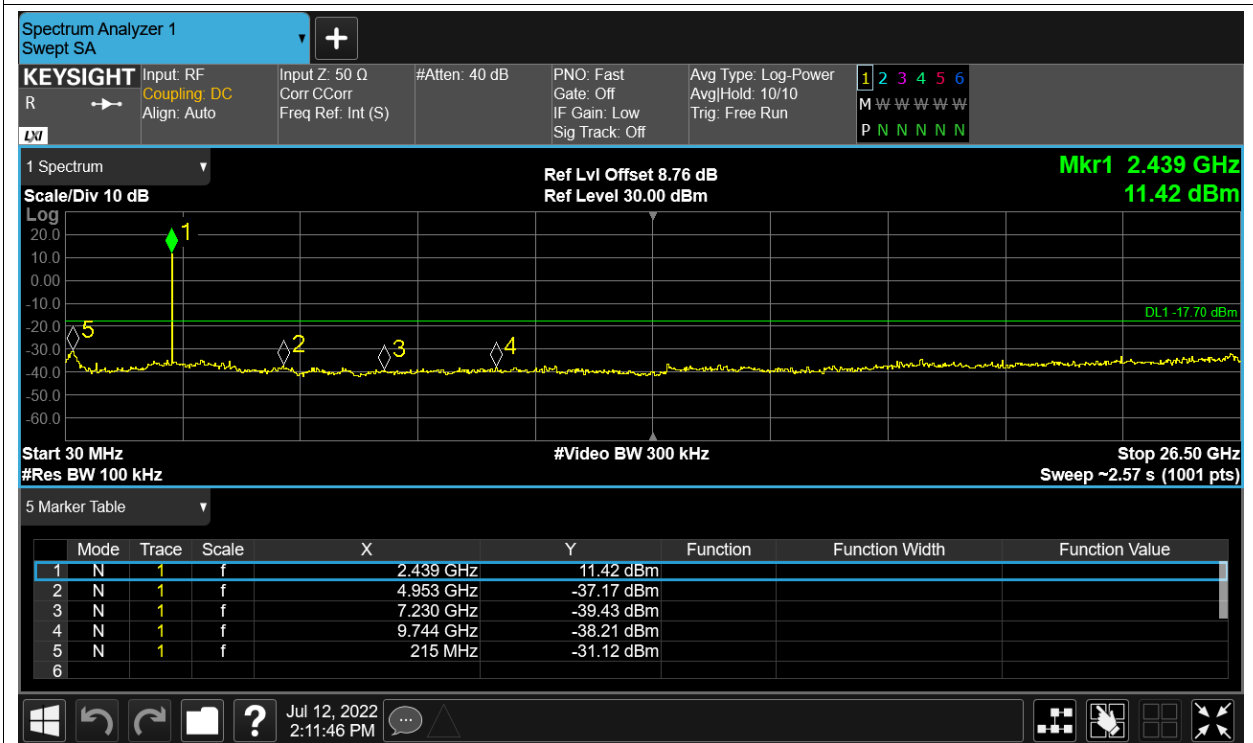 Spectrum Analyzer 1
Swept SA
KEYSIGHT Input: RF Input Z: 50 Ω #Atten: 40 dB PNO: Fast Avg Type: Log-Power 1 2 3 4 5 6
R Coupling: DC Corr CCorr Gate: Off Avg|Hold: 10/10 M W W W W W
Align: Auto Freq Ref: Int (S) IF Gain: Low Trig: Free Run
LXI Sig Track: Off P N N N N N
1 Spectrum Ref Lvl Offset 8.76 dB Mkr1 2.439 GHz
Scale/Div 10 dB Ref Level 30.00 dBm 11.42 dBm
Log
20.0 1
10.0
0.00
-10.0
DL1 -17.70 dBm
-20.0 5
-30.0 2 3 4
-40.0
-50.0
-60.0
Start 30 MHz #Video BW 300 kHz Stop 26.50 GHz
#Res BW 100 kHz Sweep ~2.57 s (1001 pts)
5 Marker Table
Mode Trace Scale X Y Function Function Width Function Value
1 N 1 f 2.439 GHz 11.42 dBm
2 N 1 f 4.953 GHz -37.17 dBm
3 N 1 f 7.230 GHz -39.43 dBm
4 N 1 f 9.744 GHz -38.21 dBm
5 N 1 f 215 MHz -31.12 dBm
6
? Jul 12, 2022
2:11:46 PM